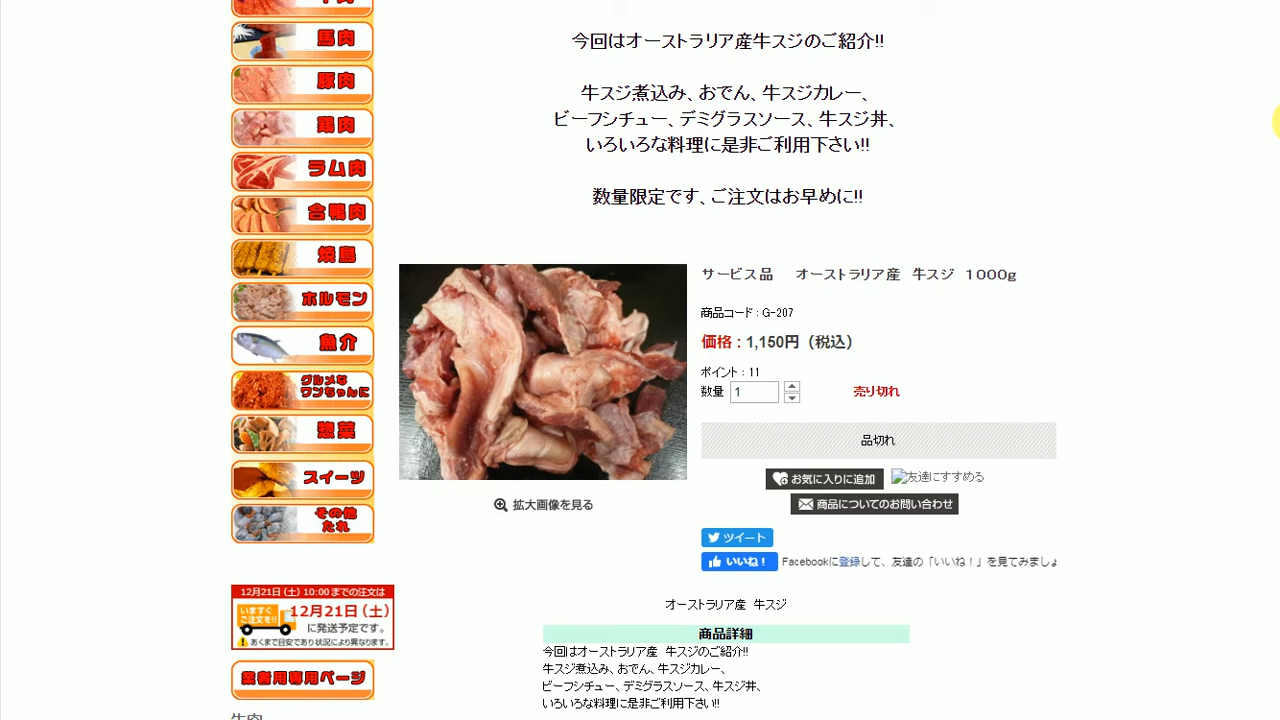 牛肉
馬肉
豚肉
鶏肉
ラム肉
合鴨肉
焼鳥
ホルモン
魚介
グルメな
ワンちゃんに
惣菜
スイーツ
その他
たれ
12月21日（土）10:00までの注文は
いますぐ
ご注文を!!
12月21日（土）
に発送予定です。
あくまで目安であり状況により異なります。
業者用専用ページ
牛肉
今回はオーストラリア産牛スジのご紹介!!
牛スジ煮込み、おでん、牛スジカレー、
ビーフシチュー、デミグラスソース、牛スジ丼、
いろいろな料理に是非ご利用下さい!!
数量限定です、ご注文はお早めに!!
拡大画像を見る
サービス品　オーストラリア産　牛スジ　１０００ｇ
商品コード : G-207
価格 : 1,150円（税込）
ポイント : 11
数量 1 売り切れ
品切れ
お気に入りに追加 友達にすすめる
商品についてのお問い合わせ
ツイート
いいね！ Facebookに登録して、友達の「いいね！」を見てみましょ
オーストラリア産 牛スジ
商品詳細
今回はオーストラリア産 牛スジのご紹介!!
牛スジ煮込み、おでん、牛スジカレー、
ビーフシチュー、デミグラスソース、牛スジ丼、
いろいろな料理に是非ご利用下さい!!